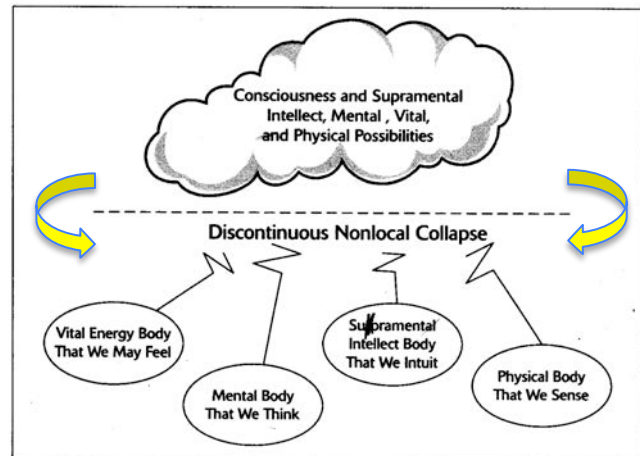 Consciousness and Supramental
Intellect, Mental , Vital,
and Physical Possibilities
Discontinuous Nonlocal Collapse
Vital Energy Body
That We May Feel
Mental Body
That We Think
Supramental
Intellect Body
That We Intuit
Physical Body
That We Sense